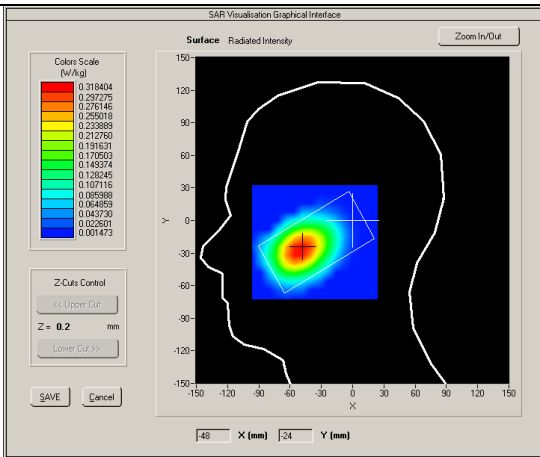 SAR Visualisation Graphical Interface
Surface Radiated Intensity
Zoom In/Out
Colors Scale
(W/kg)
0.318404
0.297275
0.276146
0.255018
0.233889
0.212760
0.191631
0.170503
0.149374
0.128245
0.107116
0.085988
0.064859
0.043730
0.022601
0.001473
Z-Cuts Control
<< Upper Cut
Z = 0.2 mm
Lower Cut >>
SAVE Cancel
150
120
90
60
30
0
-30
-60
-90
-120
-150
Y
-150 -120 -90 -60 -30 0 30 60 90 120 150
X
-48 X (mm) -24 Y (mm)